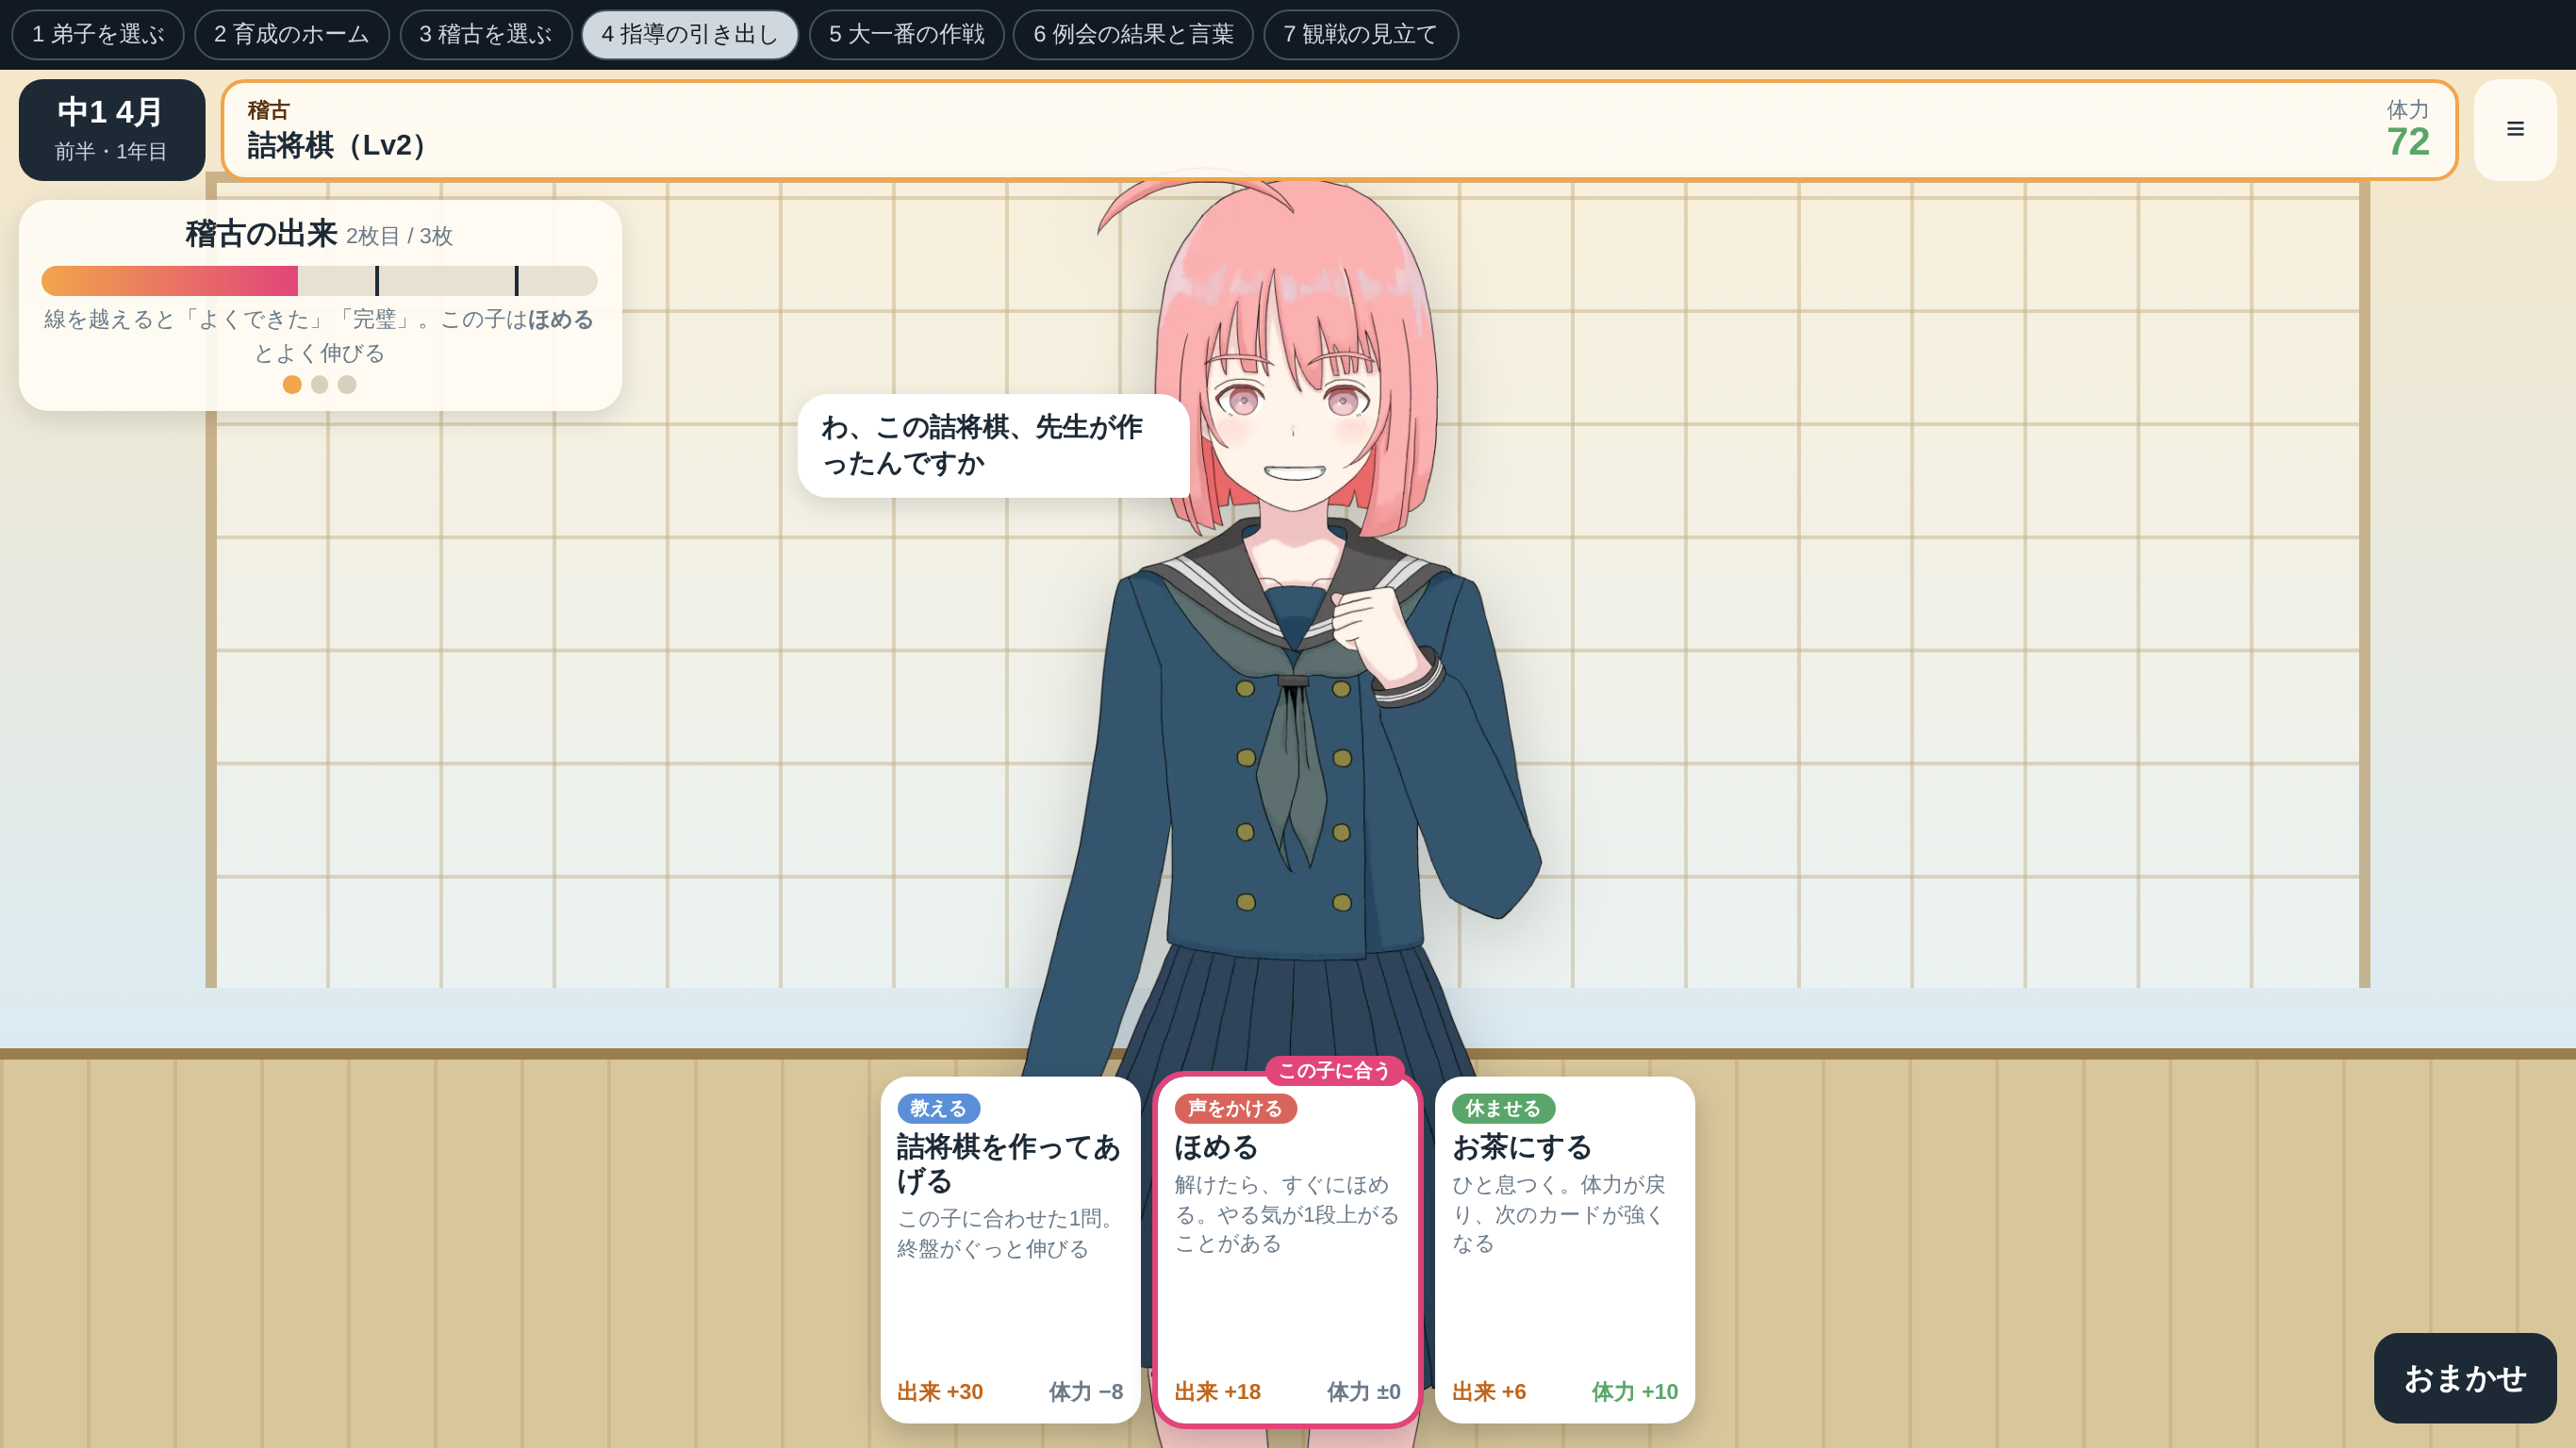 1 弟子を選ぶ
2 育成のホーム
3 稽古を選ぶ
4 指導の引き出し
5 大一番の作戦
6 例会の結果と言葉
7 観戦の見立て
中1 4月
前半・1年目
稽古
詰将棋（Lv2）
体力
72
≡
稽古の出来 2枚目 / 3枚
線を越えると「よくできた」「完璧」。この子はほめる
とよく伸びる
わ、この詰将棋、先生が作
ったんですか
教える
詰将棋を作ってあ
げる
この子に合わせた1問。
終盤がぐっと伸びる
出来 +30
体力 −8
この子に合う
声をかける
ほめる
解けたら、すぐにほめ
る。やる気が1段上がる
ことがある
出来 +18
体力 ±0
休ませる
お茶にする
ひと息つく。体力が戻
り、次のカードが強く
なる
出来 +6
体力 +10
おまかせ